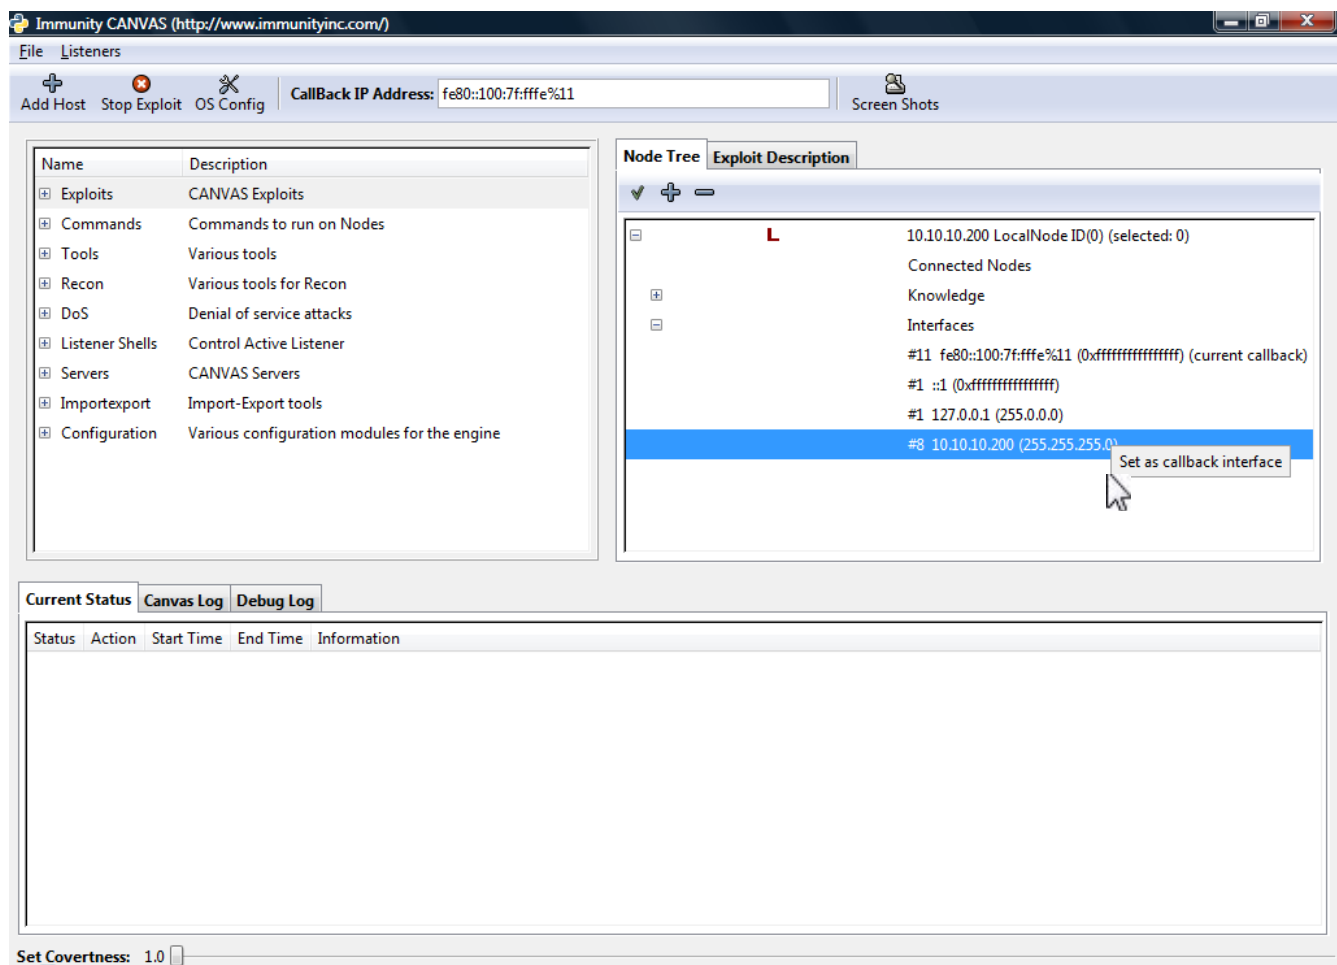 Immunity CANVAS (http://www.immunityinc.com/)
File Listeners
Add Host Stop Exploit OS Config CallBack IP Address: fe80::100:7f:fffe%11 Screen Shots
Node Tree Exploit Description
Name Description
Exploits CANVAS Exploits
Commands Commands to run on Nodes
Tools Various tools
Recon Various tools for Recon
DoS Denial of service attacks
Listener Shells Control Active Listener
Servers CANVAS Servers
Importexport Import-Export tools
Configuration Various configuration modules for the engine
L 10.10.10.200 LocalNode ID(0) (selected: 0)
Connected Nodes
Knowledge
Interfaces
#11 fe80::100:7f:fffe%11 (0xffffffffffffffff) (current callback)
#1 ::1 (0xffffffffffffffff)
#1 127.0.0.1 (255.0.0.0)
#8 10.10.10.200 (255.255.255.0)
Set as callback interface
Current Status Canvas Log Debug Log
Status Action Start Time End Time Information
Set Covertness: 1.0